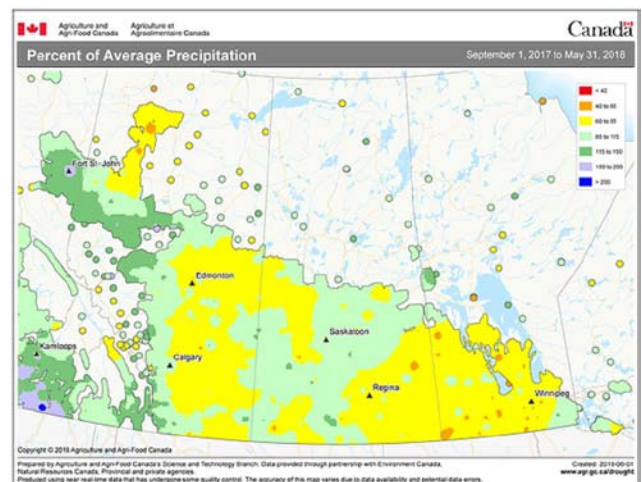 Agriculture and Agriculture et
Agri-Food Canada Agroalimentaire Canada
Canada
Percent of Average Precipitation
September 1, 2017 to May 31, 2018
< 40
40 to 60
60 to 85
85 to 115
115 to 150
150 to 200
> 200
Fort St-John
Edmonton
Saskatoon
Kamloops
Calgary
Regina
Winnipeg
Copyright © 2018 Agriculture and Agri-Food Canada
Prepared by Agriculture and Agri-Food Canada's Science and Technology Branch. Data provided through partnership with Environment Canada,
Natural Resources Canada, Provincial and private agencies.
Produced using near real-time data that has undergone some quality control. The accuracy of this map varies due to data availability and potential data errors.
Created: 2018-06-01
www.agr.gc.ca/drought